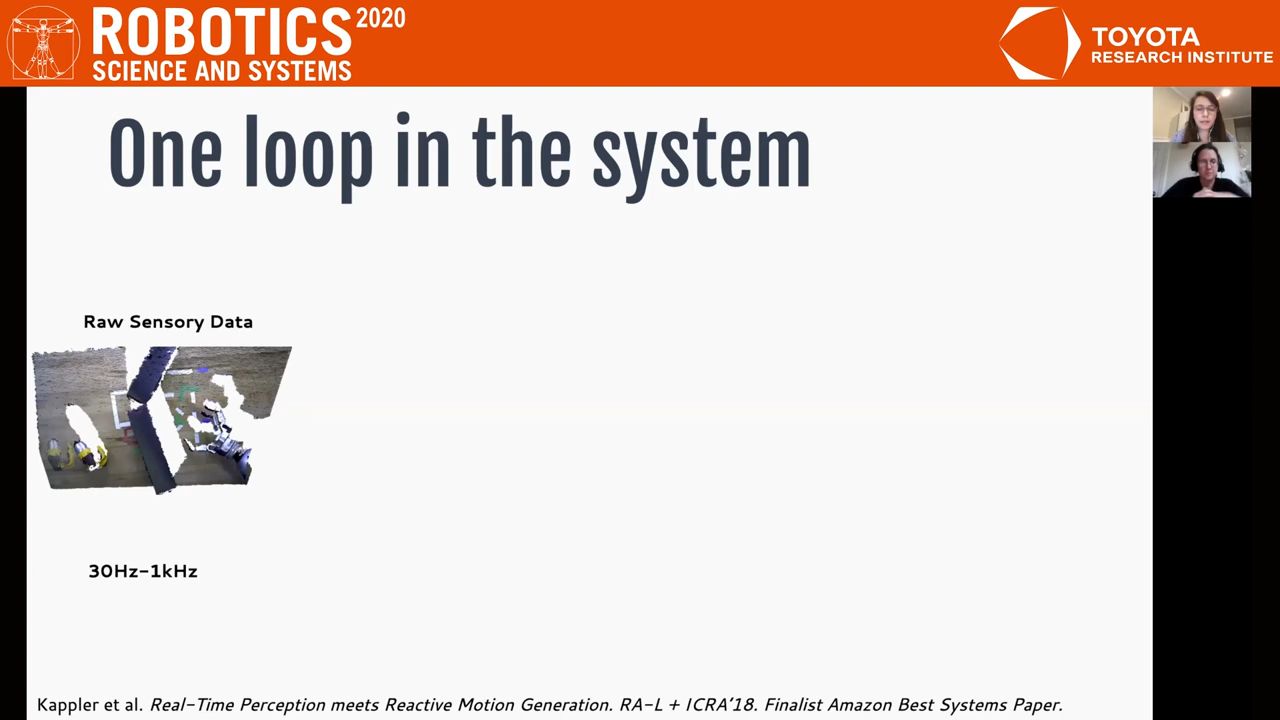 ROBOTICS 2020
SCIENCE AND SYSTEMS
TOYOTA
RESEARCH INSTITUTE
One loop in the system
Raw Sensory Data
30Hz-1kHz
Kappler et al. Real-Time Perception meets Reactive Motion Generation. RA-L + ICRA'18. Finalist Amazon Best Systems Paper.